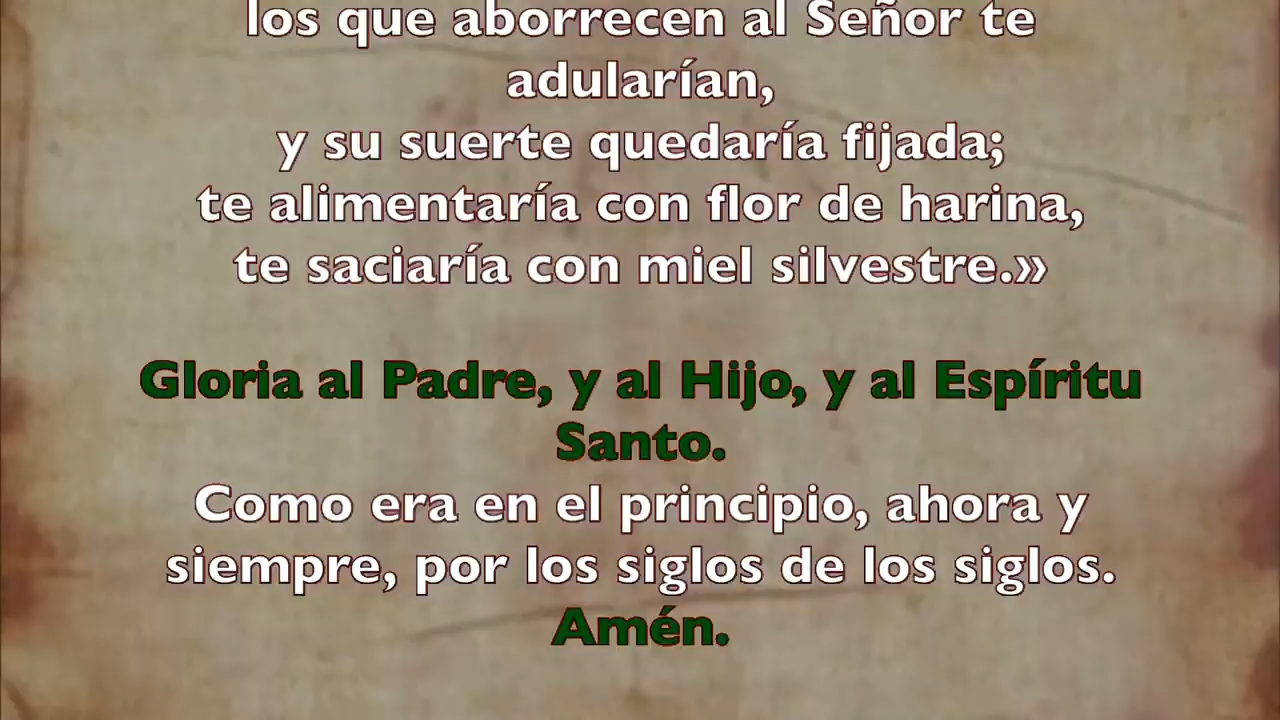 los que aborrecen al Señor te
adularían,
y su suerte quedaría fijada;
te alimentaría con flor de harina,
te saciaría con miel silvestre.»
Gloria al Padre, y al Hijo, y al Espíritu
Santo.
Como era en el principio, ahora y
siempre, por los siglos de los siglos.
Amén.